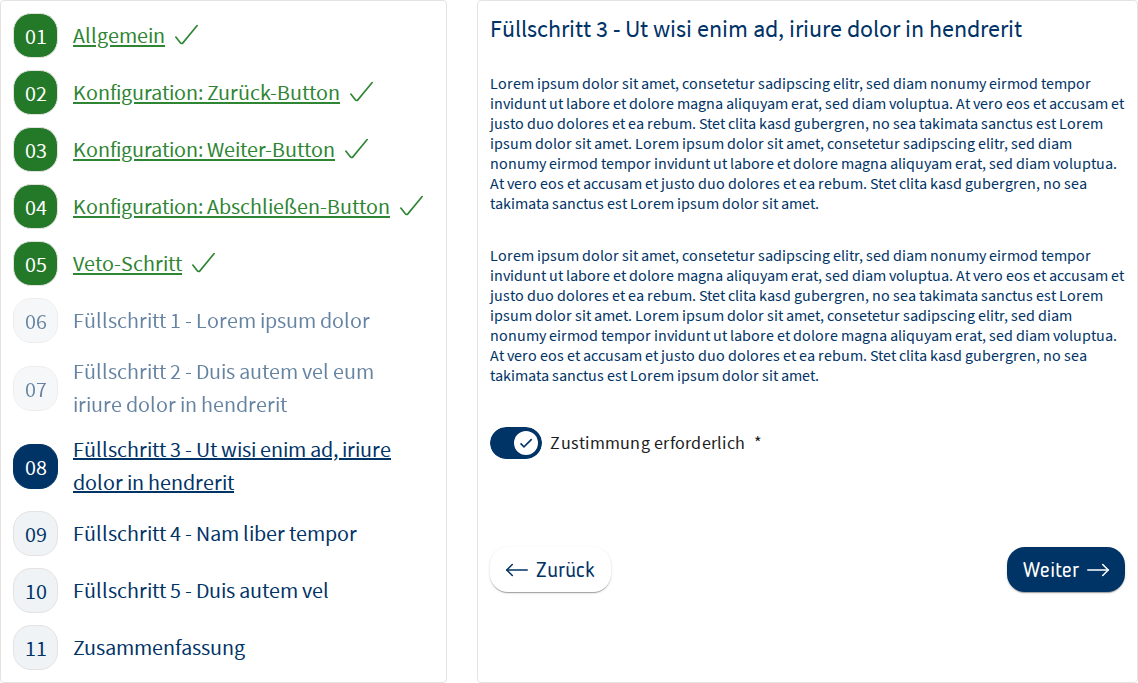 01 Allgemein
02 Konfiguration: Zurück-Button
03 Konfiguration: Weiter-Button
04 Konfiguration: Abschließen-Button
05 Veto-Schritt
06 Füllschritt 1 - Lorem ipsum dolor
07 Füllschritt 2 - Duis autem vel eum
iriure dolor in hendrerit
08 Füllschritt 3 - Ut wisi enim ad, iriure
dolor in hendrerit
09 Füllschritt 4 - Nam liber tempor
10 Füllschritt 5 - Duis autem vel
11 Zusammenfassung
Füllschritt 3 - Ut wisi enim ad, iriure dolor in hendrerit
Lorem ipsum dolor sit amet, consetetur sadipscing elitr, sed diam nonumy eirmod tempor
invidunt ut labore et dolore magna aliquyam erat, sed diam voluptua. At vero eos et accusam et
justo duo dolores et ea rebum. Stet clita kasd gubergren, no sea takimata sanctus est Lorem
ipsum dolor sit amet. Lorem ipsum dolor sit amet, consetetur sadipscing elitr, sed diam
nonumy eirmod tempor invidunt ut labore et dolore magna aliquyam erat, sed diam voluptua.
At vero eos et accusam et justo duo dolores et ea rebum. Stet clita kasd gubergren, no sea
takimata sanctus est Lorem ipsum dolor sit amet.
Lorem ipsum dolor sit amet, consetetur sadipscing elitr, sed diam nonumy eirmod tempor
invidunt ut labore et dolore magna aliquyam erat, sed diam voluptua. At vero eos et accusam et
justo duo dolores et ea rebum. Stet clita kasd gubergren, no sea takimata sanctus est Lorem
ipsum dolor sit amet. Lorem ipsum dolor sit amet, consetetur sadipscing elitr, sed diam
nonumy eirmod tempor invidunt ut labore et dolore magna aliquyam erat, sed diam voluptua.
At vero eos et accusam et justo duo dolores et ea rebum. Stet clita kasd gubergren, no sea
takimata sanctus est Lorem ipsum dolor sit amet.
Zustimmung erforderlich *
Zurück
Weiter